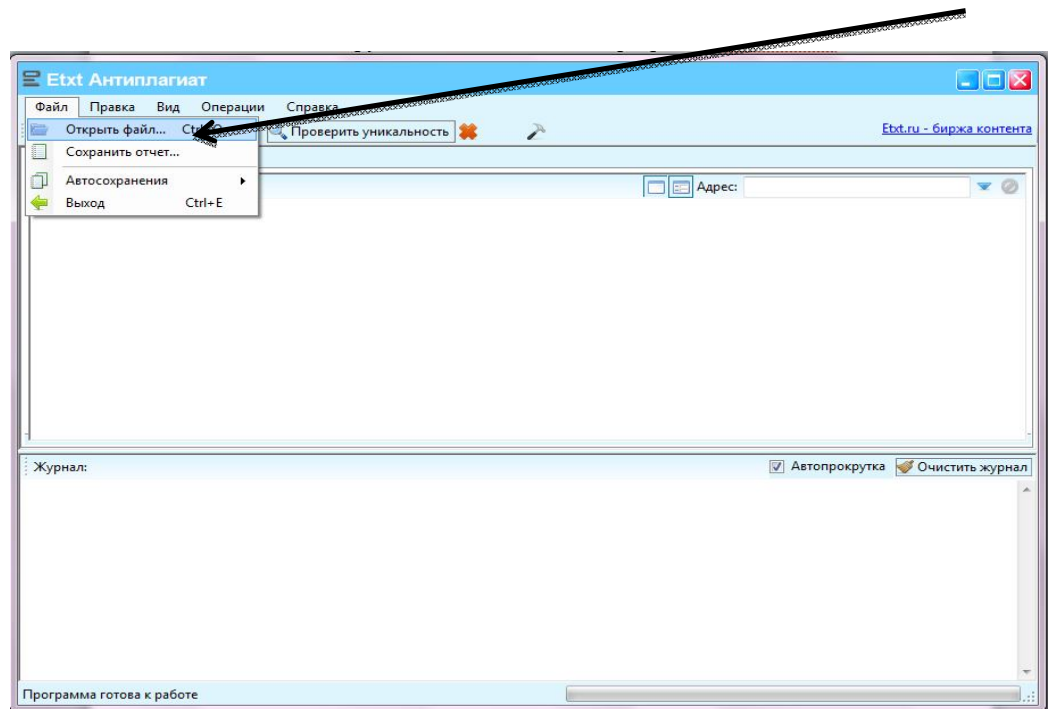 Etxt Антиплагиат
Файл Правка Вид Операции Справка
Открыть файл...
Проверить уникальность
Etxt.ru - биржа контента
Сохранить отчет...
Автосохранения
Адрес:
Выход Ctrl+E
Журнал:
Автопрокрутка
Очистить журнал
Программа готова к работе